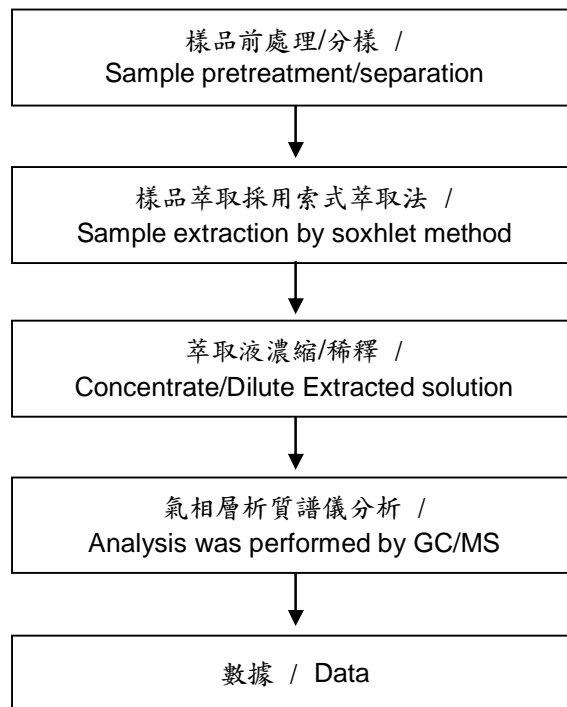 樣品前處理/分樣 /
Sample pretreatment/separation
樣品萃取採用索式萃取法 /
Sample extraction by soxhlet method
萃取液濃縮/稀釋 /
Concentrate/Dilute Extracted solution
氣相層析質譜儀分析 /
Analysis was performed by GC/MS
數據 / Data